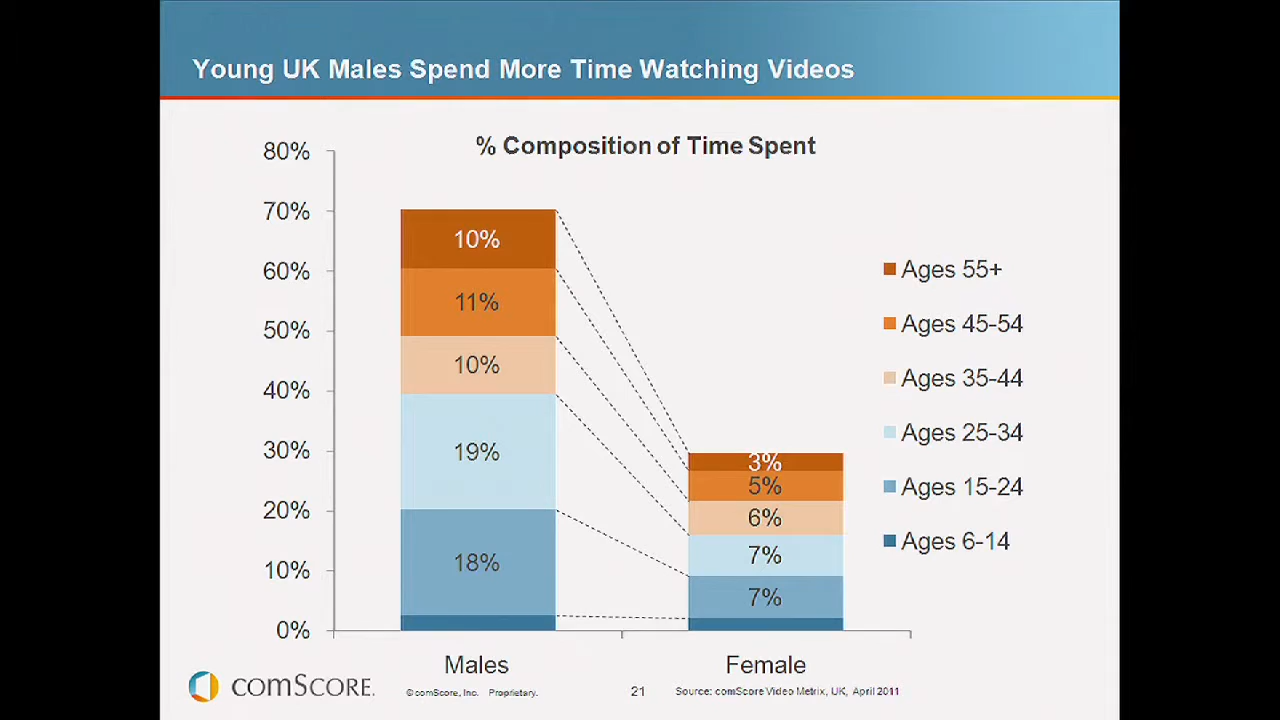 Young UK Males Spend More Time Watching Videos
% Composition of Time Spent
80%
70%
60%
50%
40%
30%
20%
10%
0%
10%
11%
10%
19%
18%
3%
5%
6%
7%
7%
Males
Female
Ages 55+
Ages 45-54
Ages 35-44
Ages 25-34
Ages 15-24
Ages 6-14
comSCORE.
© comScore, Inc. Proprietary.
21
Source: comScore Video Metrix, UK, April 2011